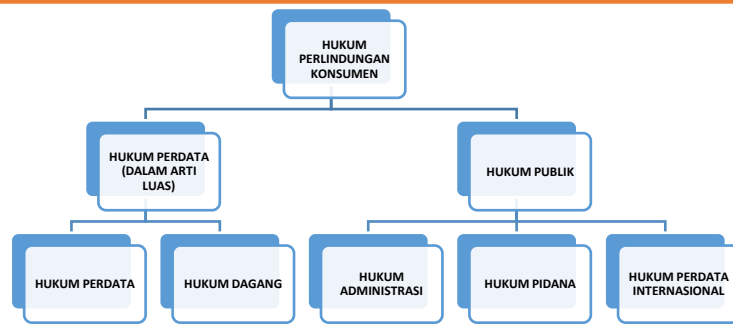 HUKUM
PERLINDUNGAN
KONSUMEN
HUKUM PERDATA
(DALAM ARTI
LUAS)
HUKUM PUBLIK
HUKUM PERDATA
HUKUM DAGANG
HUKUM
ADMINISTRASI
HUKUM PIDANA
HUKUM PERDATA
INTERNASIONAL